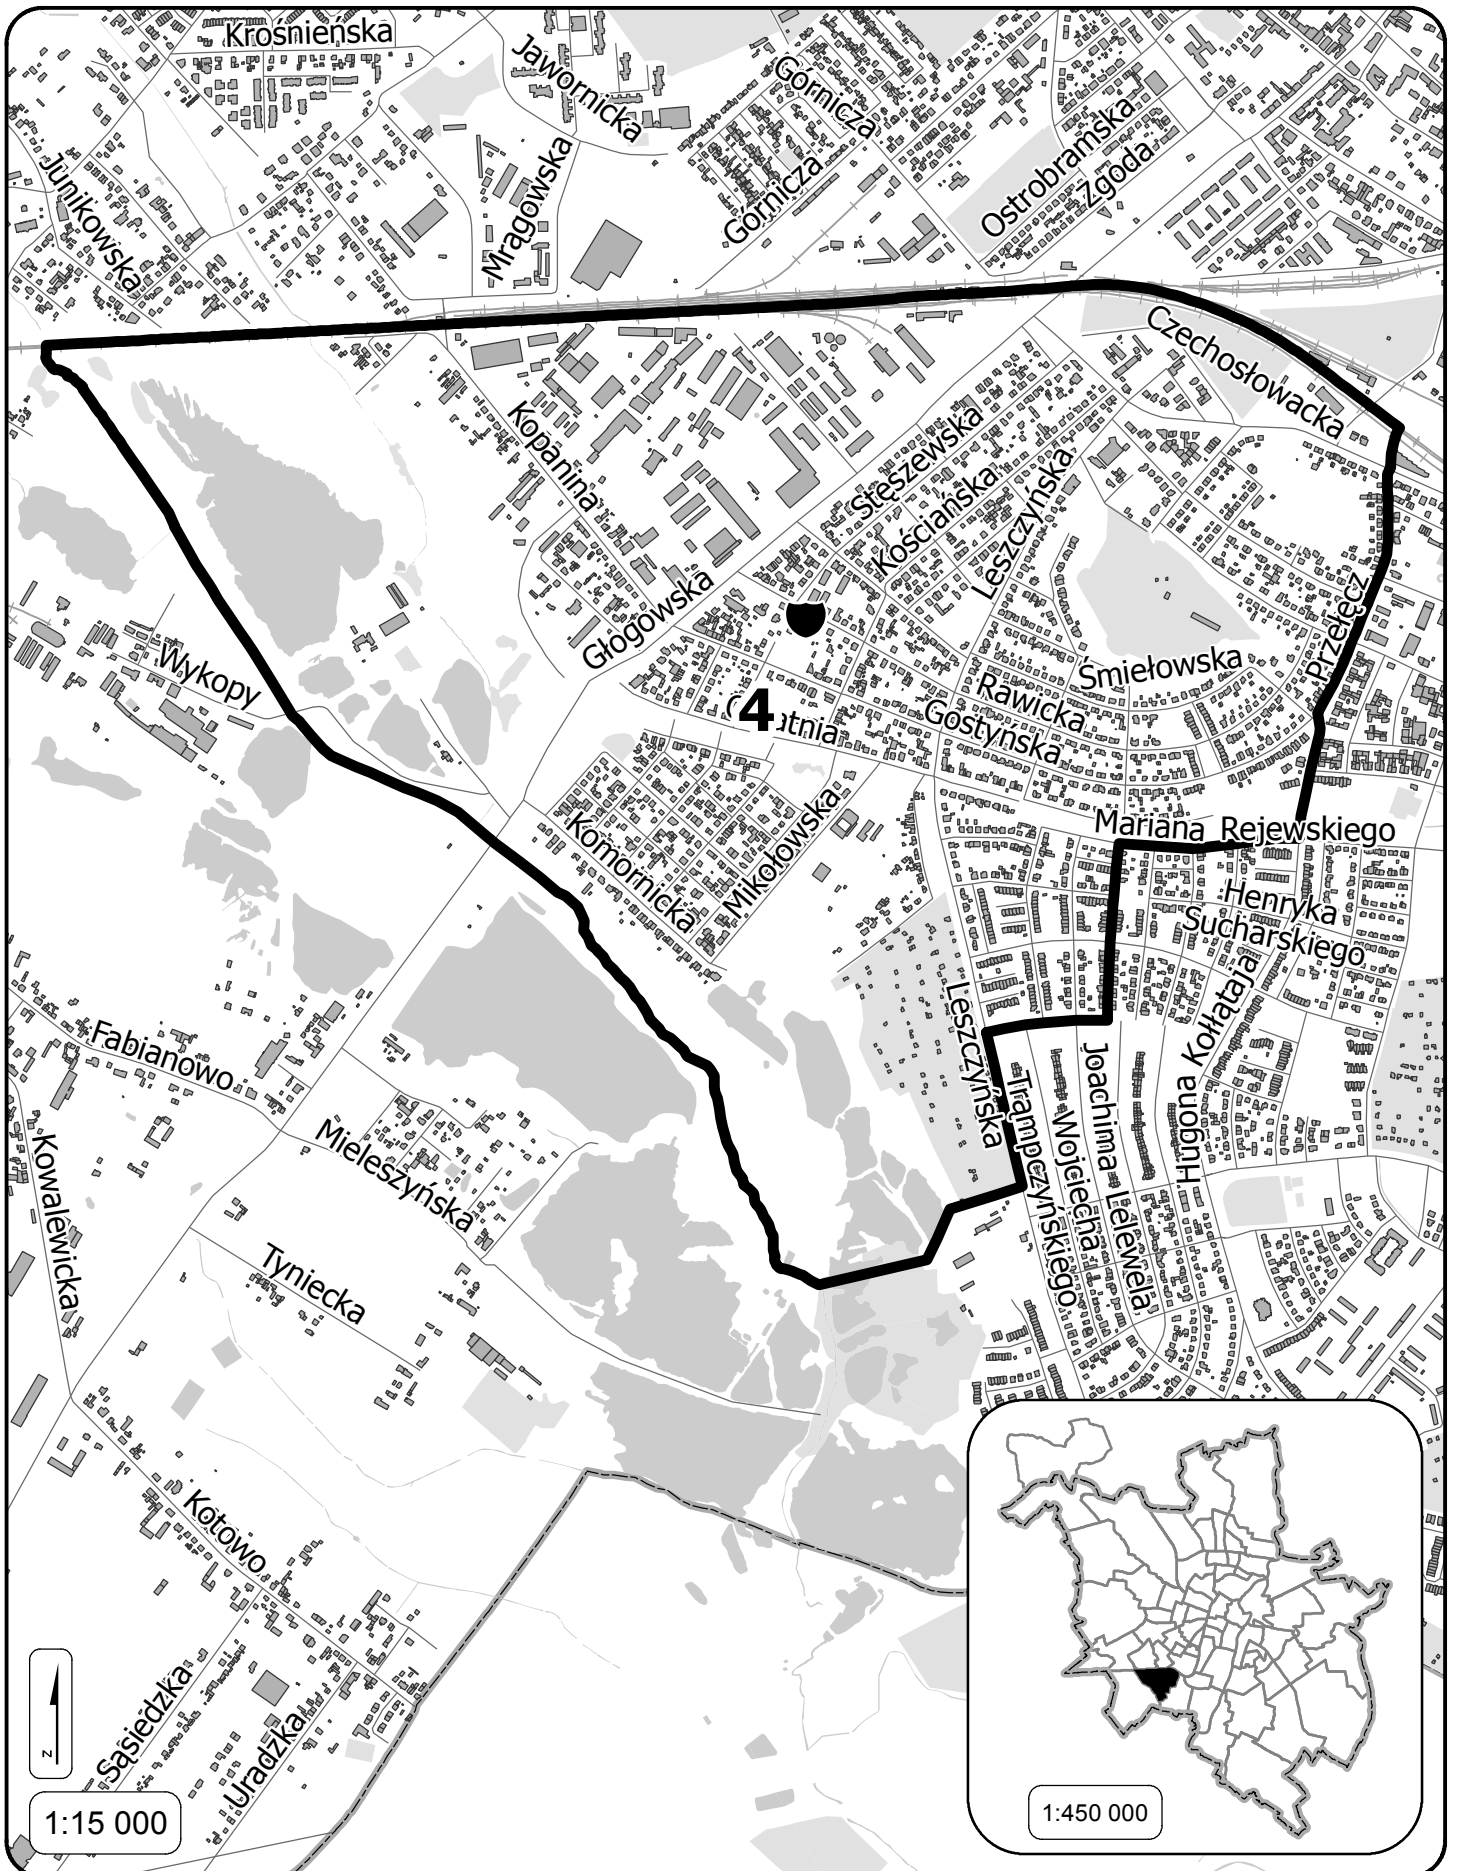 Krośnieńska
Jawornicka
Górnicza
Junikowska
Mrągowska
Górnicza
Ostrobramska
Zgoda
Czechosłowacka
Kopanina
Stęszewska
Kościańska
Leszczyńska
Głogowska
Przełęcz
Wykopy
Śmiełowska
Rawicka
Gostyńska
4
atnia
Mariana Rejewskiego
Komornicka
Mikołowska
Henryka
Sucharskiego
Leszczyńska
Kołłątaja
Hugona
Fabianowo
Trąmpczyńskiego
Wojciecha
Joachima Lelewela
Kowalewicka
Mieleszyńska
Tyniecka
Kotowo
Sąsiedzka
Uradzka
z
1:15 000
1:450 000